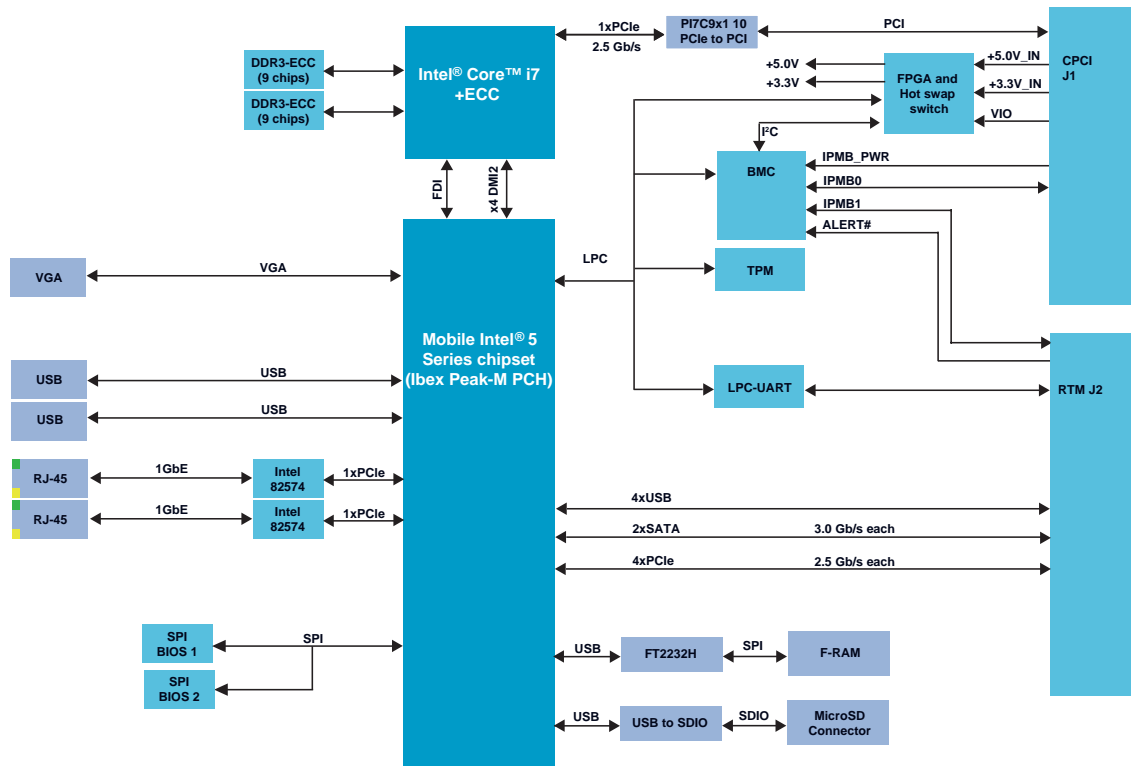 1xPCIe
2.5 Gb/s
PI7C9x1 10
PCIe to PCI
PCI
CPCI
J1
DDR3-ECC
(9 chips)
DDR3-ECC
(9 chips)
Intel® Core™ i7
+ECC
+5.0V
+3.3V
FPGA and
Hot swap
switch
+5.0V_IN
+3.3V_IN
VIO
I²C
BMC
IPMB_PWR
IPMB0
IPMB1
ALERT#
FDI
x4 DMI2
VGA
VGA
LPC
TPM
Mobile Intel® 5
Series chipset
(Ibex Peak-M PCH)
USB
USB
USB
USB
LPC-UART
RTM J2
RJ-45
1GbE
Intel
82574
1xPCIe
RJ-45
1GbE
Intel
82574
1xPCIe
4xUSB
2xSATA
3.0 Gb/s each
4xPCIe
2.5 Gb/s each
SPI
BIOS 1
SPI
SPI
BIOS 2
USB
FT2232H
SPI
F-RAM
USB
USB to SDIO
SDIO
MicroSD
Connector